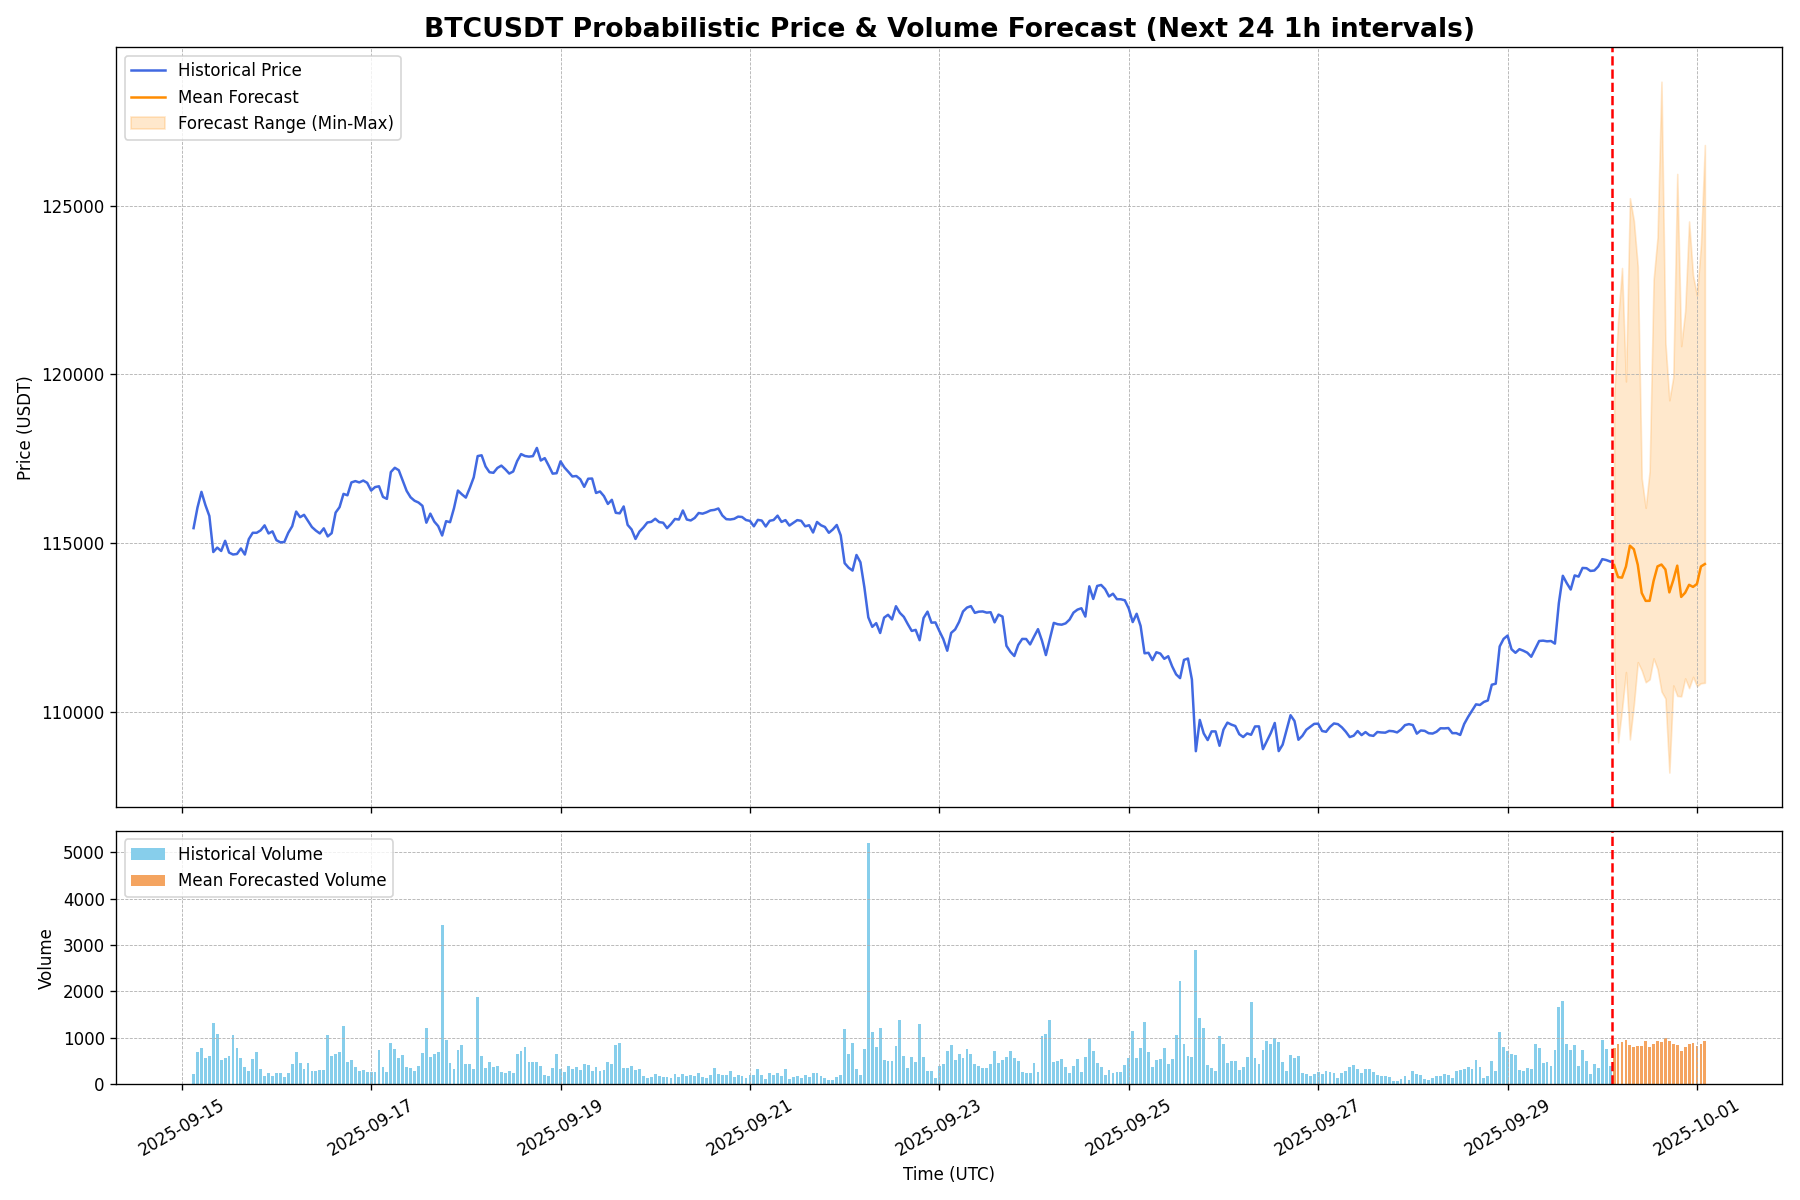 BTCUSDT Probabilistic Price & Volume Forecast (Next 24 1h intervals)
Historical Price
Mean Forecast
Forecast Range (Min-Max)
125000
120000
115000
110000
Price (USDT)
Historical Volume
Mean Forecasted Volume
5000
4000
3000
2000
1000
0
Volume
2025-09-15
2025-09-17
2025-09-19
2025-09-21
2025-09-23
2025-09-25
2025-09-27
2025-09-29
2025-10-01
Time (UTC)